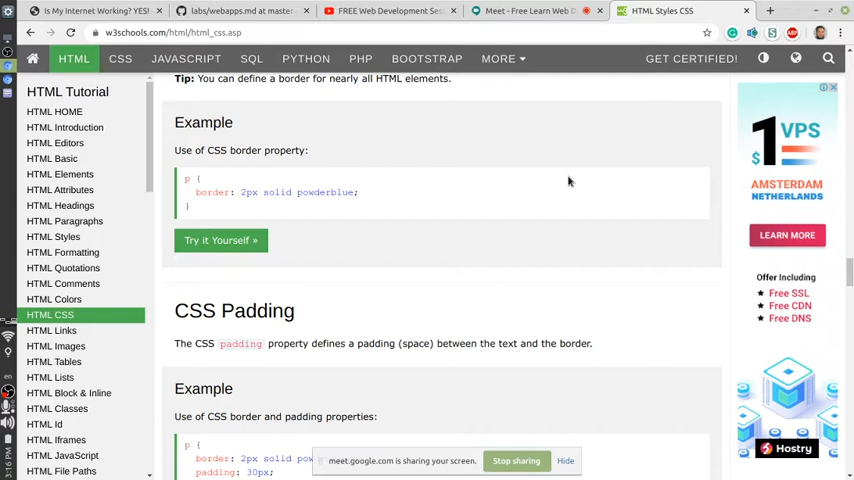 Is My Internet Working? YES!
labs/webapps.md at master
FREE Web Development Ses
Meet - Free Learn Web D
HTML Styles CSS
w3schools.com/html/html_css.asp
HTML
CSS
JAVASCRIPT
SQL
PYTHON
PHP
BOOTSTRAP
MORE
GET CERTIFIED!
HTML Tutorial
HTML HOME
HTML Introduction
HTML Editors
HTML Basic
HTML Elements
HTML Attributes
HTML Headings
HTML Paragraphs
HTML Styles
HTML Formatting
HTML Quotations
HTML Comments
HTML Colors
HTML CSS
HTML Links
HTML Images
HTML Tables
HTML Lists
HTML Block & Inline
HTML Classes
HTML Id
HTML Iframes
HTML JavaScript
HTML File Paths
Tip: You can define a border for nearly all HTML elements.
Example
Use of CSS border property:
p {
border: 2px solid powderblue;
}
Try it Yourself »
CSS Padding
The CSS padding property defines a padding (space) between the text and the border.
Example
Use of CSS border and padding properties:
p {
border: 2px solid pow
padding: 30px;
meet.google.com is sharing your screen.
Stop sharing
Hide
1 VPS
$
AMSTERDAM
NETHERLANDS
LEARN MORE
Offer Including
★ Free SSL
★ Free CDN
★ Free DNS
Hostry
en
3:16 PM